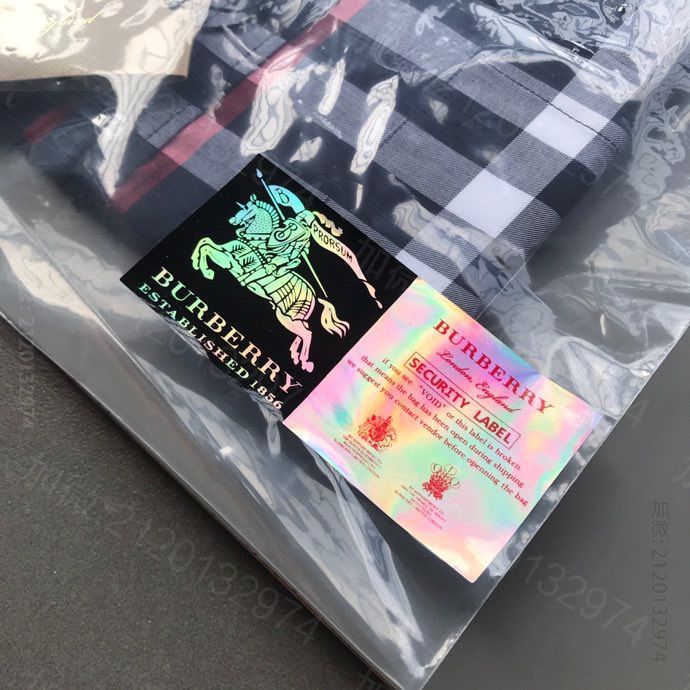 England
PRORSUM
BURBERRY
ESTABLISHED 1856
BURBERRY
London, England
SECURITY LABEL
if you see "VOID" or this label is broken
that means the bag has been open during shipping
we suggest you contact vendor before openning the bag
加微: 2120132974